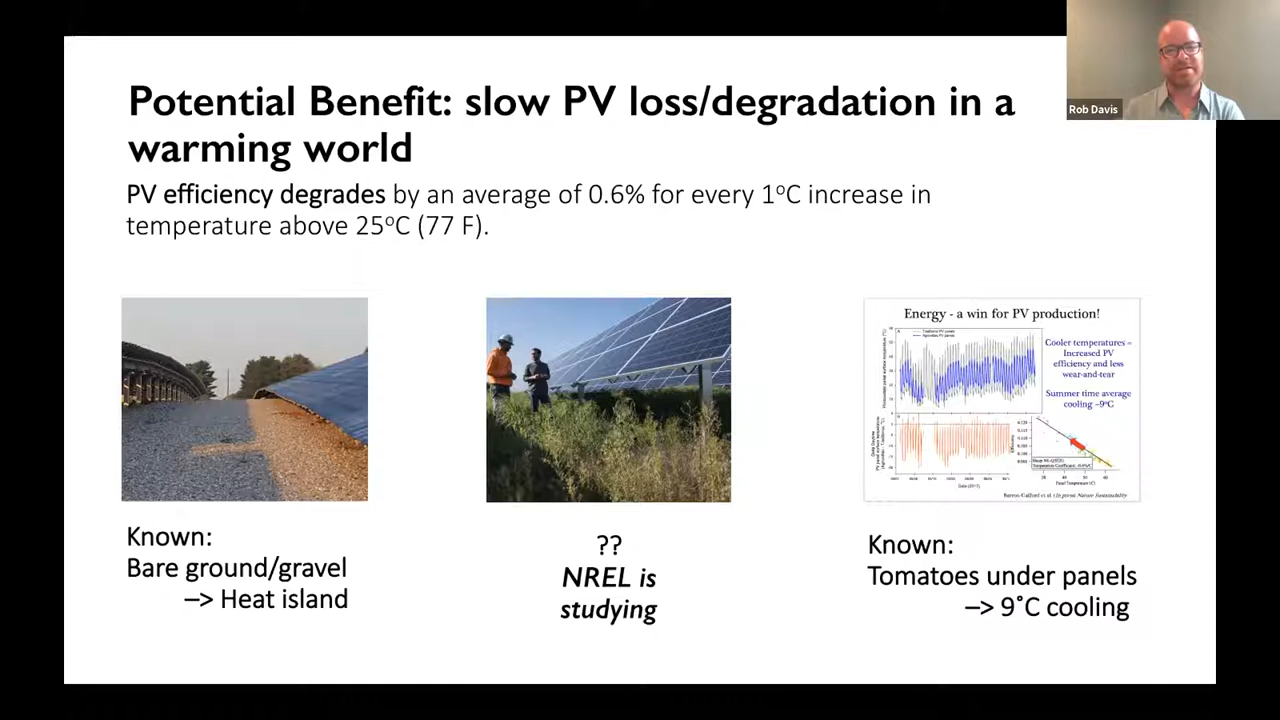 Potential Benefit: slow PV loss/degradation in a
warming world
Rob Davis
PV efficiency degrades by an average of 0.6% for every 1°C increase in
temperature above 25°C (77 F).
Energy - a win for PV production!
Cooler temperatures =
Increased PV
efficiency and less
wear-and-tear
Summer time average
cooling ~9°C
Known:
Bare ground/gravel
–> Heat island
??
NREL is
studying
Known:
Tomatoes under panels
–> 9°C cooling